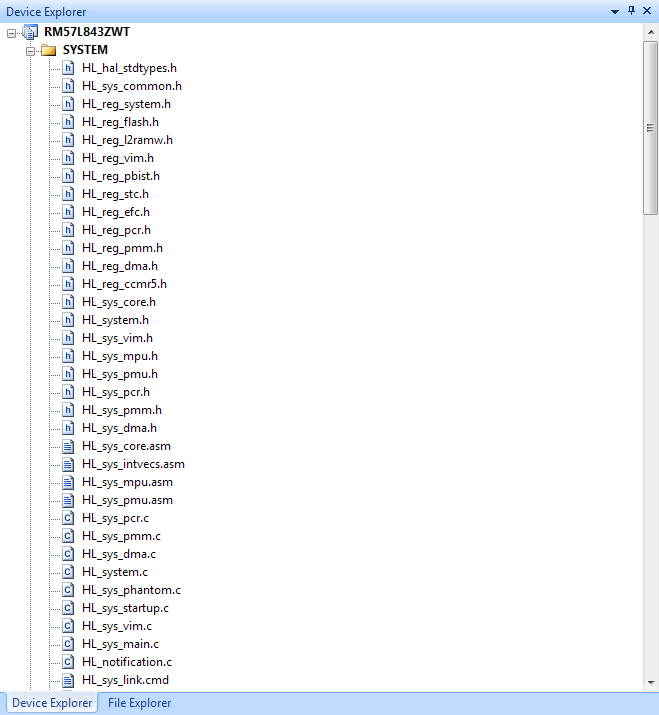 Device Explorer
RM57L843ZWT
SYSTEM
HL_hal_stdtypes.h
HL_sys_common.h
HL_reg_system.h
HL_reg_flash.h
HL_reg_l2ramw.h
HL_reg_vim.h
HL_reg_pbist.h
HL_reg_stc.h
HL_reg_efc.h
HL_reg_pcr.h
HL_reg_pmm.h
HL_reg_dma.h
HL_reg_ccmr5.h
HL_sys_core.h
HL_system.h
HL_sys_vim.h
HL_sys_mpu.h
HL_sys_pmu.h
HL_sys_pcr.h
HL_sys_pmm.h
HL_sys_dma.h
HL_sys_core.asm
HL_sys_intvecs.asm
HL_sys_mpu.asm
HL_sys_pmu.asm
HL_sys_pcr.c
HL_sys_pmm.c
HL_sys_dma.c
HL_system.c
HL_sys_phantom.c
HL_sys_startup.c
HL_sys_vim.c
HL_sys_main.c
HL_notification.c
HL_sys_link.cmd
Device Explorer File Explorer